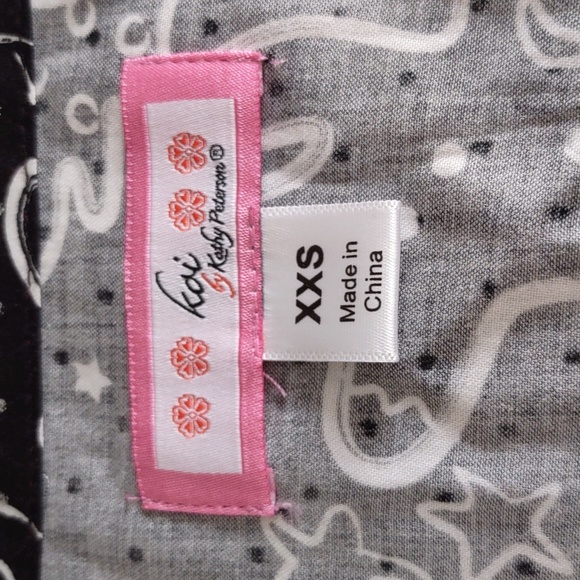 koi
by Kathy Peterson®
XXS
Made in
China